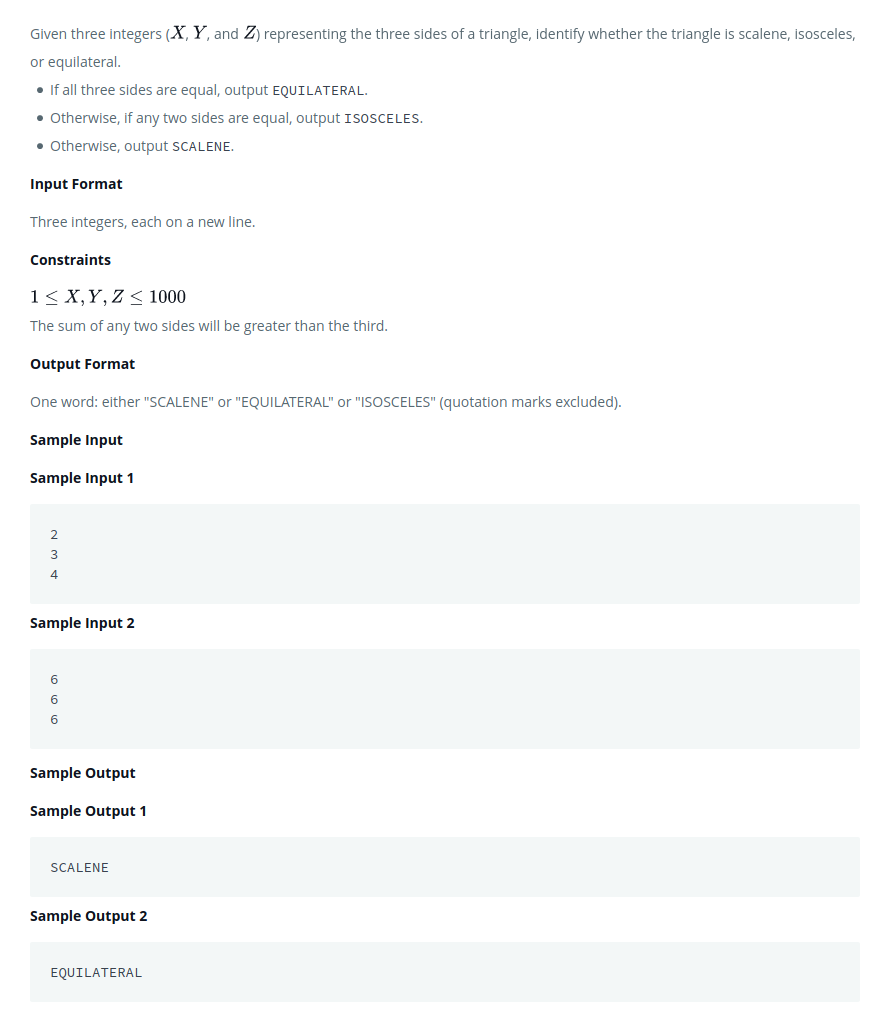 Given three integers (X, Y, and Z) representing the three sides of a triangle, identify whether the triangle is scalene, isosceles,
or equilateral.
• If all three sides are equal, output EQUILATERAL.
• Otherwise, if any two sides are equal, output ISOSCELES.
• Otherwise, output SCALENE.
Input Format
Three integers, each on a new line.
Constraints
1 ≤ X, Y, Z ≤ 1000
The sum of any two sides will be greater than the third.
Output Format
One word: either "SCALENE" or "EQUILATERAL" or "ISOSCELES" (quotation marks excluded).
Sample Input
Sample Input 1
2
3
4
Sample Input 2
6
6
6
Sample Output
Sample Output 1
SCALENE
Sample Output 2
EQUILATERAL